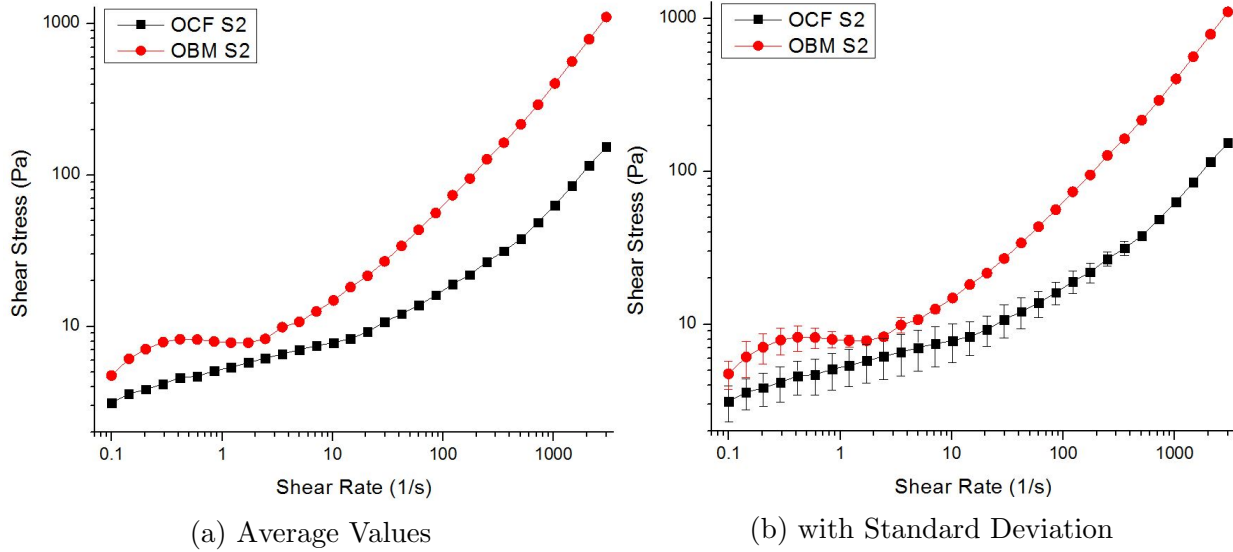 OCF S2
OBM S2
1000
100
10
Shear Stress (Pa)
0.1 1 10 100 1000
Shear Rate (1/s)
(a) Average Values
OCF S2
OBM S2
1000
100
10
Shear Stress (Pa)
0.1 1 10 100 1000
Shear Rate (1/s)
(b) with Standard Deviation